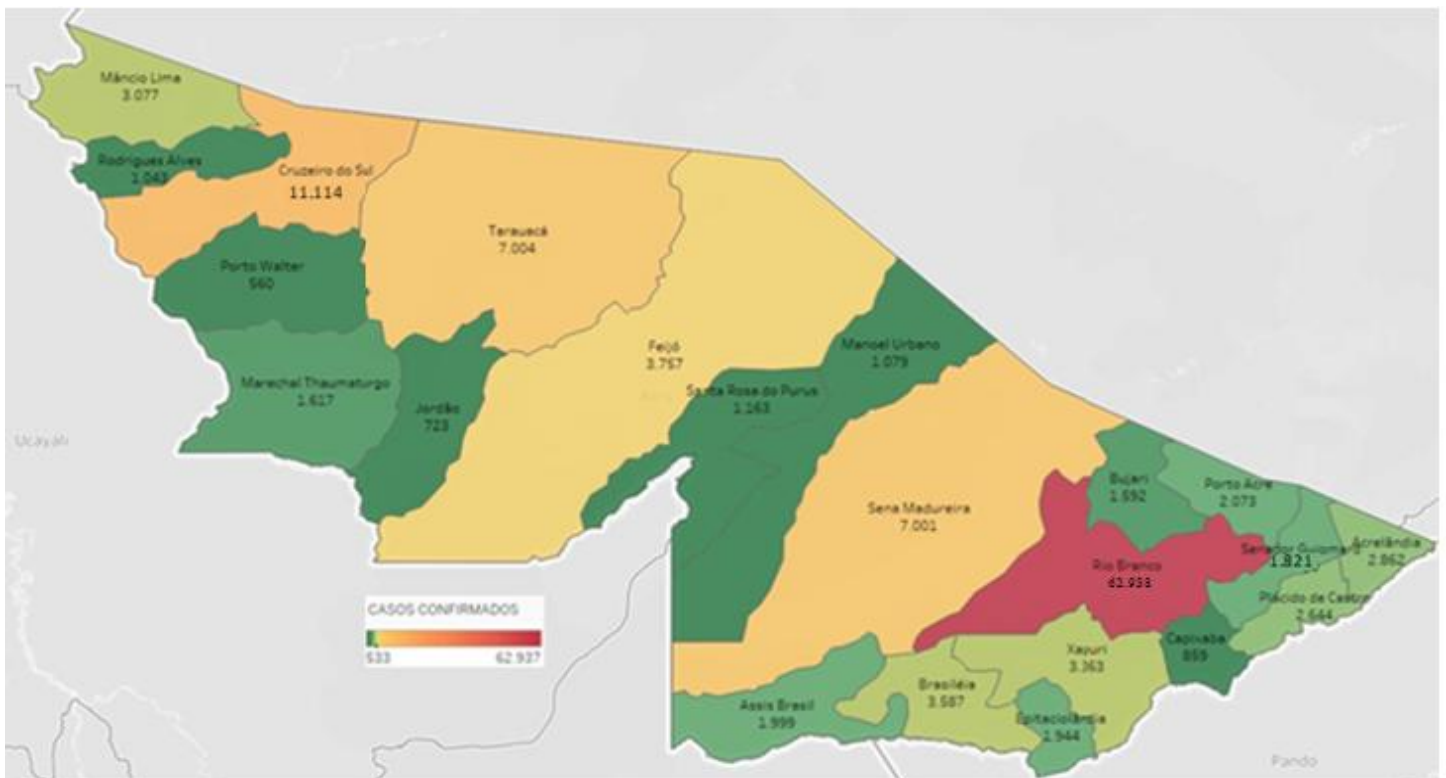 Mâncio Lima
3.077
Rodrigues Alves
1.043
Cruzeiro do Sul
11.114
Tarauacá
7.004
Porto Walter
560
Feijó
3.757
Manoel Urbano
1.079
Marechal Thaumaturgo
1.617
Jordão
723
Santa Rosa do Purus
1.163
Ucayali
Sena Madureira
7.001
Bujari
1.592
Porto Acre
2.073
Rio Branco
62.938
Senador Guiomard
1.821
Acrelândia
2.862
Plácido de Castro
2.644
Capixaba
859
Xapuri
3.363
Brasiléia
3.587
Assis Brasil
1.999
Epitaciolândia
1.944
CASOS CONFIRMADOS
533 62.937
Pando